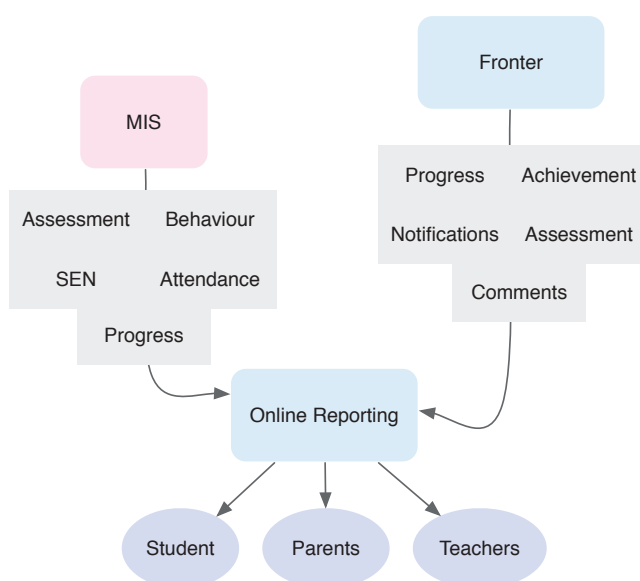 Fronter
MIS
Progress Achievement
Notifications Assessment
Comments
Assessment Behaviour
SEN Attendance
Progress
Online Reporting
Student Parents Teachers